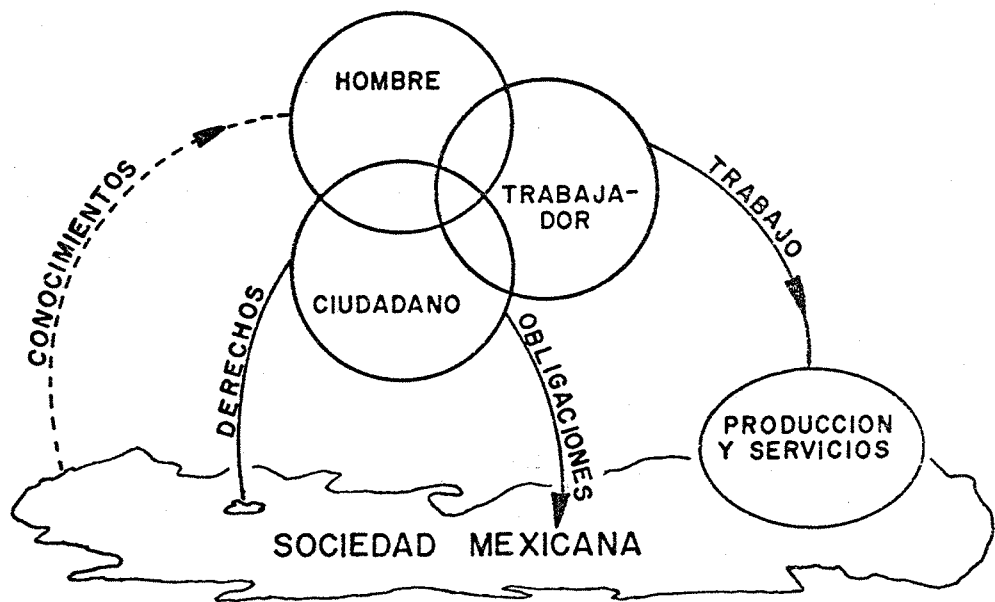 HOMBRE
TRABAJA-
DOR
CIUDADANO
CONOCIMIENTOS
DERECHOS
OBLIGACIONES
TRABAJO
PRODUCCION
Y SERVICIOS
SOCIEDAD MEXICANA